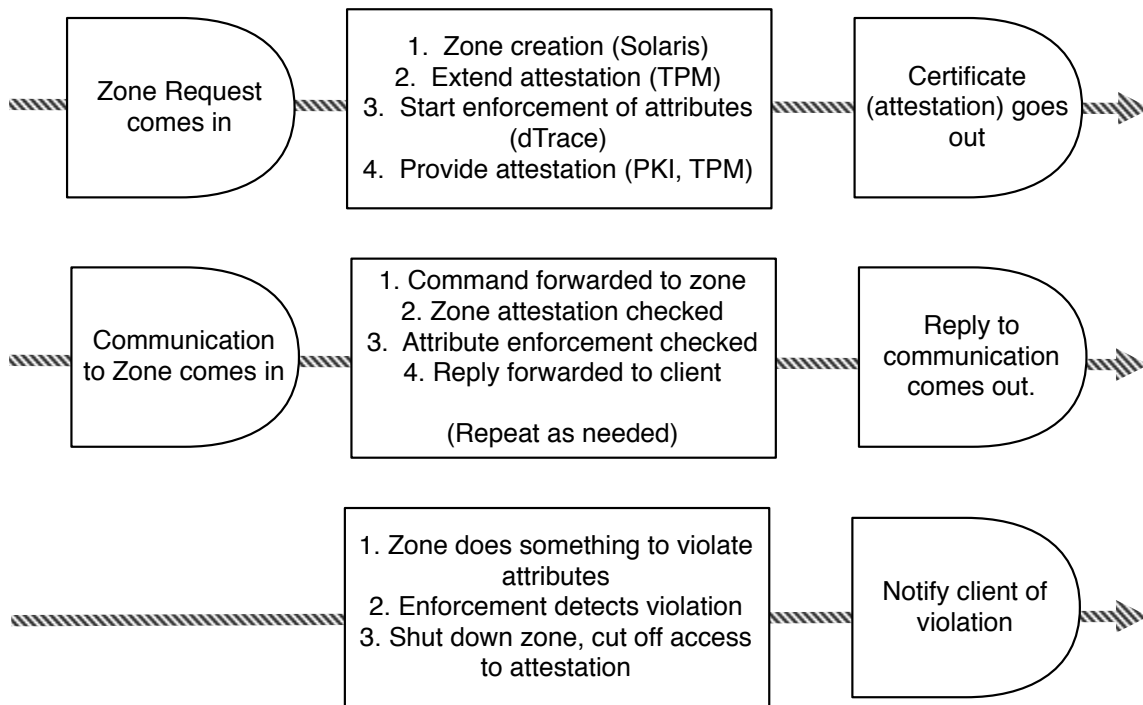 Zone Request
comes in
1. Zone creation (Solaris)
2. Extend attestation (TPM)
3. Start enforcement of attributes
(dTrace)
4. Provide attestation (PKI, TPM)
Certificate
(attestation) goes
out
Communication
to Zone comes in
1. Command forwarded to zone
2. Zone attestation checked
3. Attribute enforcement checked
4. Reply forwarded to client
(Repeat as needed)
Reply to
communication
comes out.
1. Zone does something to violate
attributes
2. Enforcement detects violation
3. Shut down zone, cut off access
to attestation
Notify client of
violation